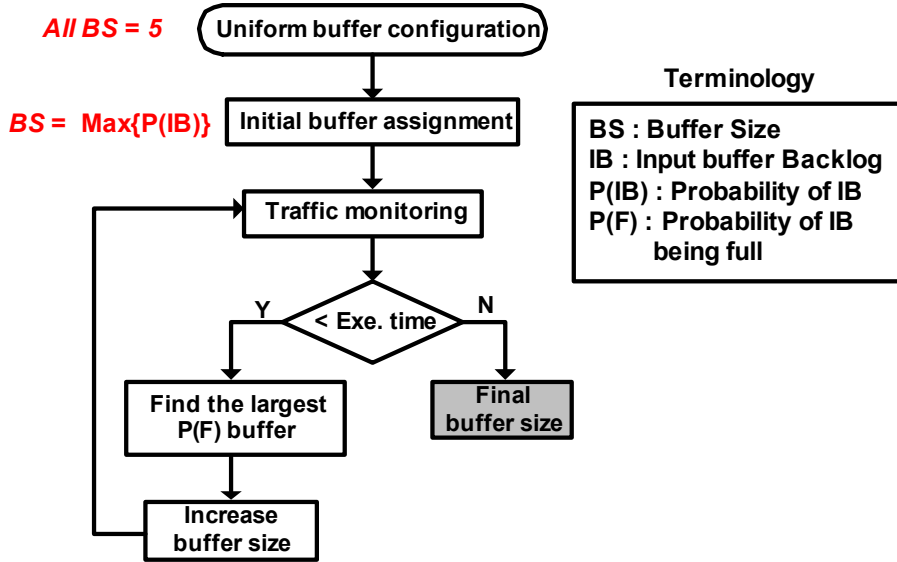 All BS = 5
Uniform buffer configuration
BS = Max{P(IB)}
Initial buffer assignment
Traffic monitoring
< Exe. time
Y
N
Find the largest
P(F) buffer
Final
buffer size
Increase
buffer size
Terminology
BS : Buffer Size
IB : Input buffer Backlog
P(IB) : Probability of IB
P(F) : Probability of IB
being full